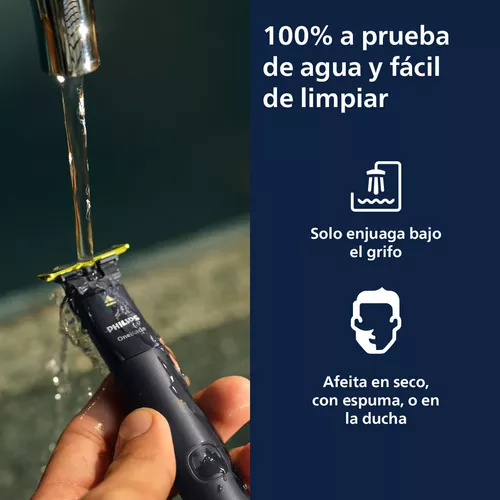 100% a prueba
de agua y fácil
de limpiar
Solo enjuaga bajo
el grifo
Afeita en seco,
con espuma, o en
la ducha
PHILIPS
OneBlade